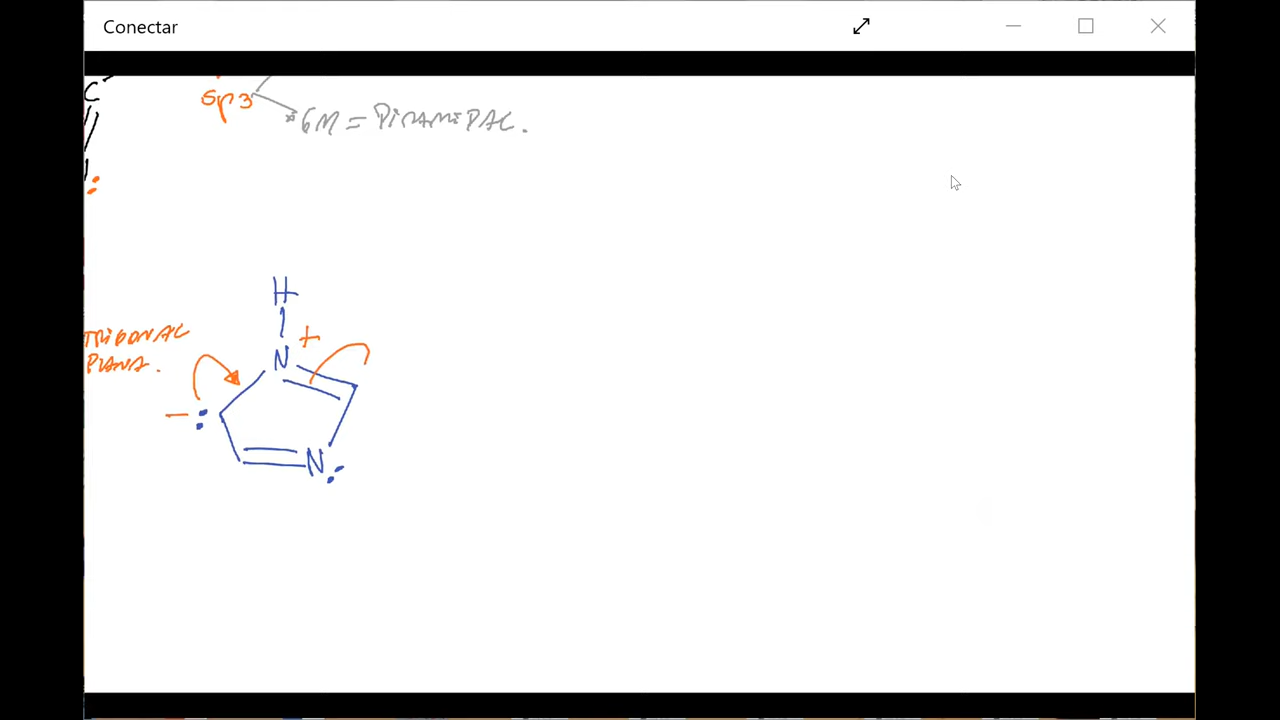 Conectar
C
sp3
*GM = PIRAMIDAL.
H
TRIGONAL
PLANA.
+
N
–
N